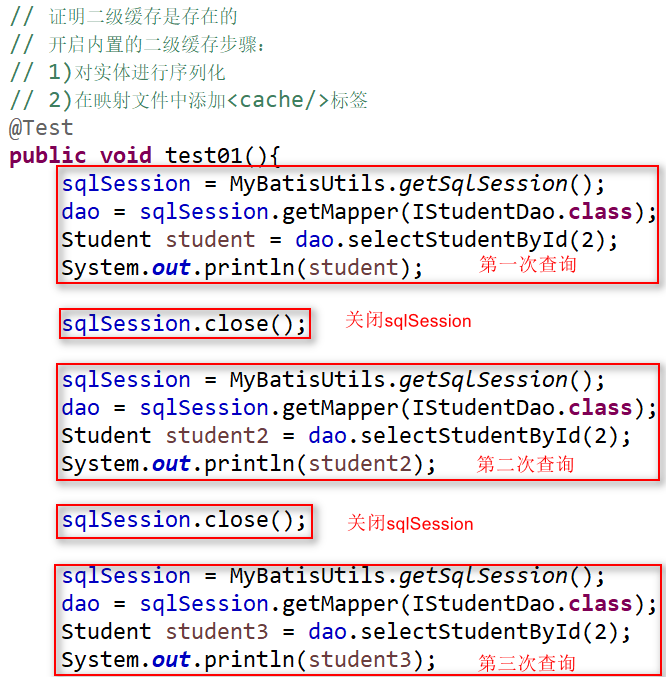 // 证明二级缓存是存在的
// 开启内置的二级缓存步骤：
// 1)对实体进行序列化
// 2)在映射文件中添加<cache/>标签
@Test
public void test01(){
sqlSession = MyBatisUtils.getSqlSession();
dao = sqlSession.getMapper(IStudentDao.class);
Student student = dao.selectStudentById(2);
System.out.println(student); 第一次查询
sqlSession.close(); 关闭sqlSession
sqlSession = MyBatisUtils.getSqlSession();
dao = sqlSession.getMapper(IStudentDao.class);
Student student2 = dao.selectStudentById(2);
System.out.println(student2); 第二次查询
sqlSession.close(); 关闭sqlSession
sqlSession = MyBatisUtils.getSqlSession();
dao = sqlSession.getMapper(IStudentDao.class);
Student student3 = dao.selectStudentById(2);
System.out.println(student3); 第三次查询